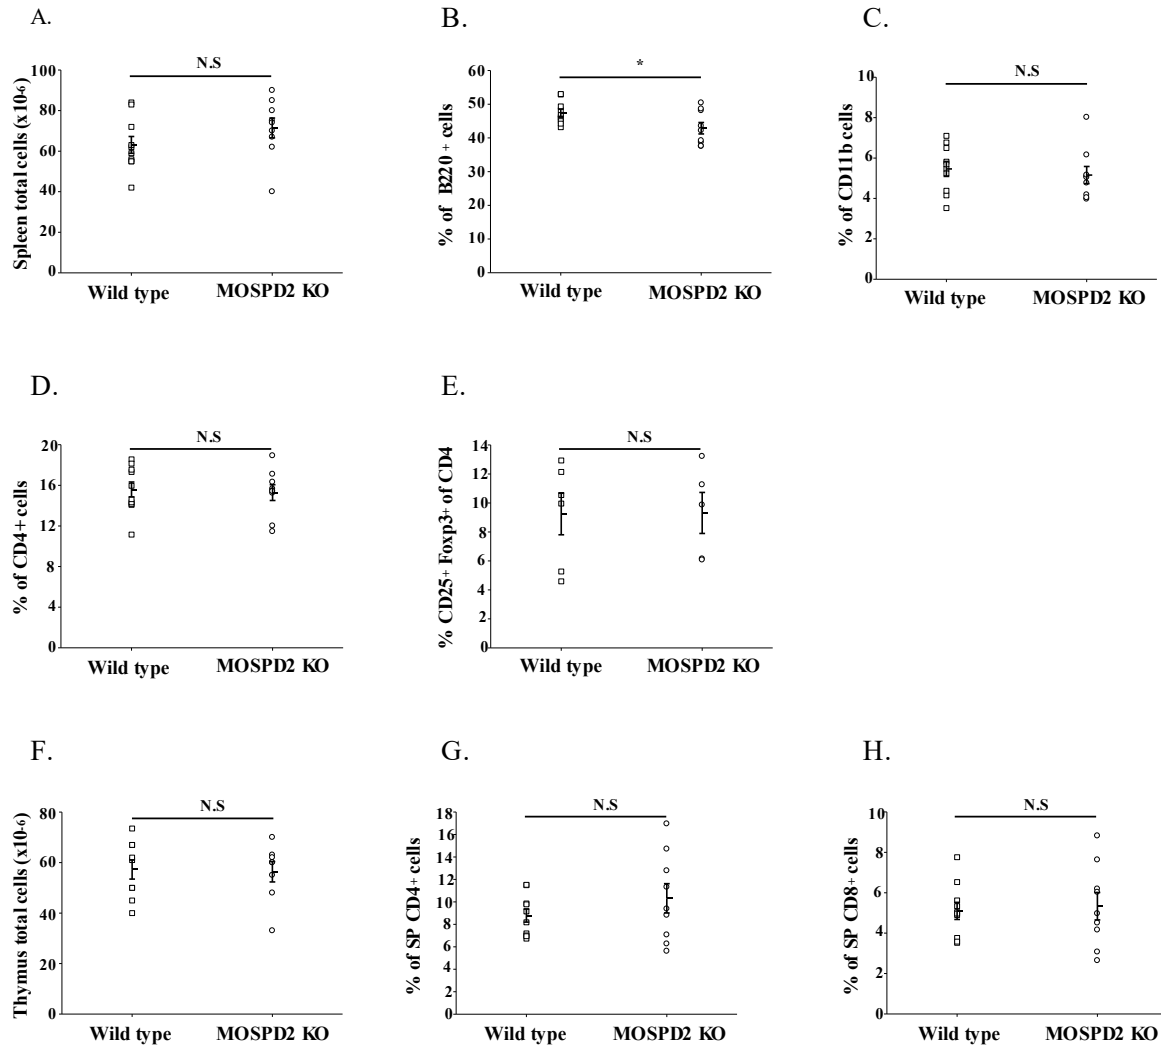 A.
N.S
Spleen total cells (x10-6)
100
80
60
40
20
0
Wild type
MOSPD2 KO
B.
*
% of B220 + cells
60
50
40
30
20
10
0
Wild type
MOSPD2 KO
C.
N.S
% of CD11b cells
10
8
6
4
2
0
Wild type
MOSPD2 KO
D.
N.S
% of CD4+ cells
20
16
12
8
4
0
Wild type
MOSPD2 KO
E.
N.S
% CD25+ Foxp3+ of CD4
14
12
10
8
6
4
2
0
Wild type
MOSPD2 KO
F.
N.S
Thymus total cells (x10-6)
80
60
40
20
0
Wild type
MOSPD2 KO
G.
N.S
% of SP CD4+ cells
18
16
14
12
10
8
6
4
2
0
Wild type
MOSPD2 KO
H.
N.S
% of SP CD8+ cells
10
8
6
4
2
0
Wild type
MOSPD2 KO